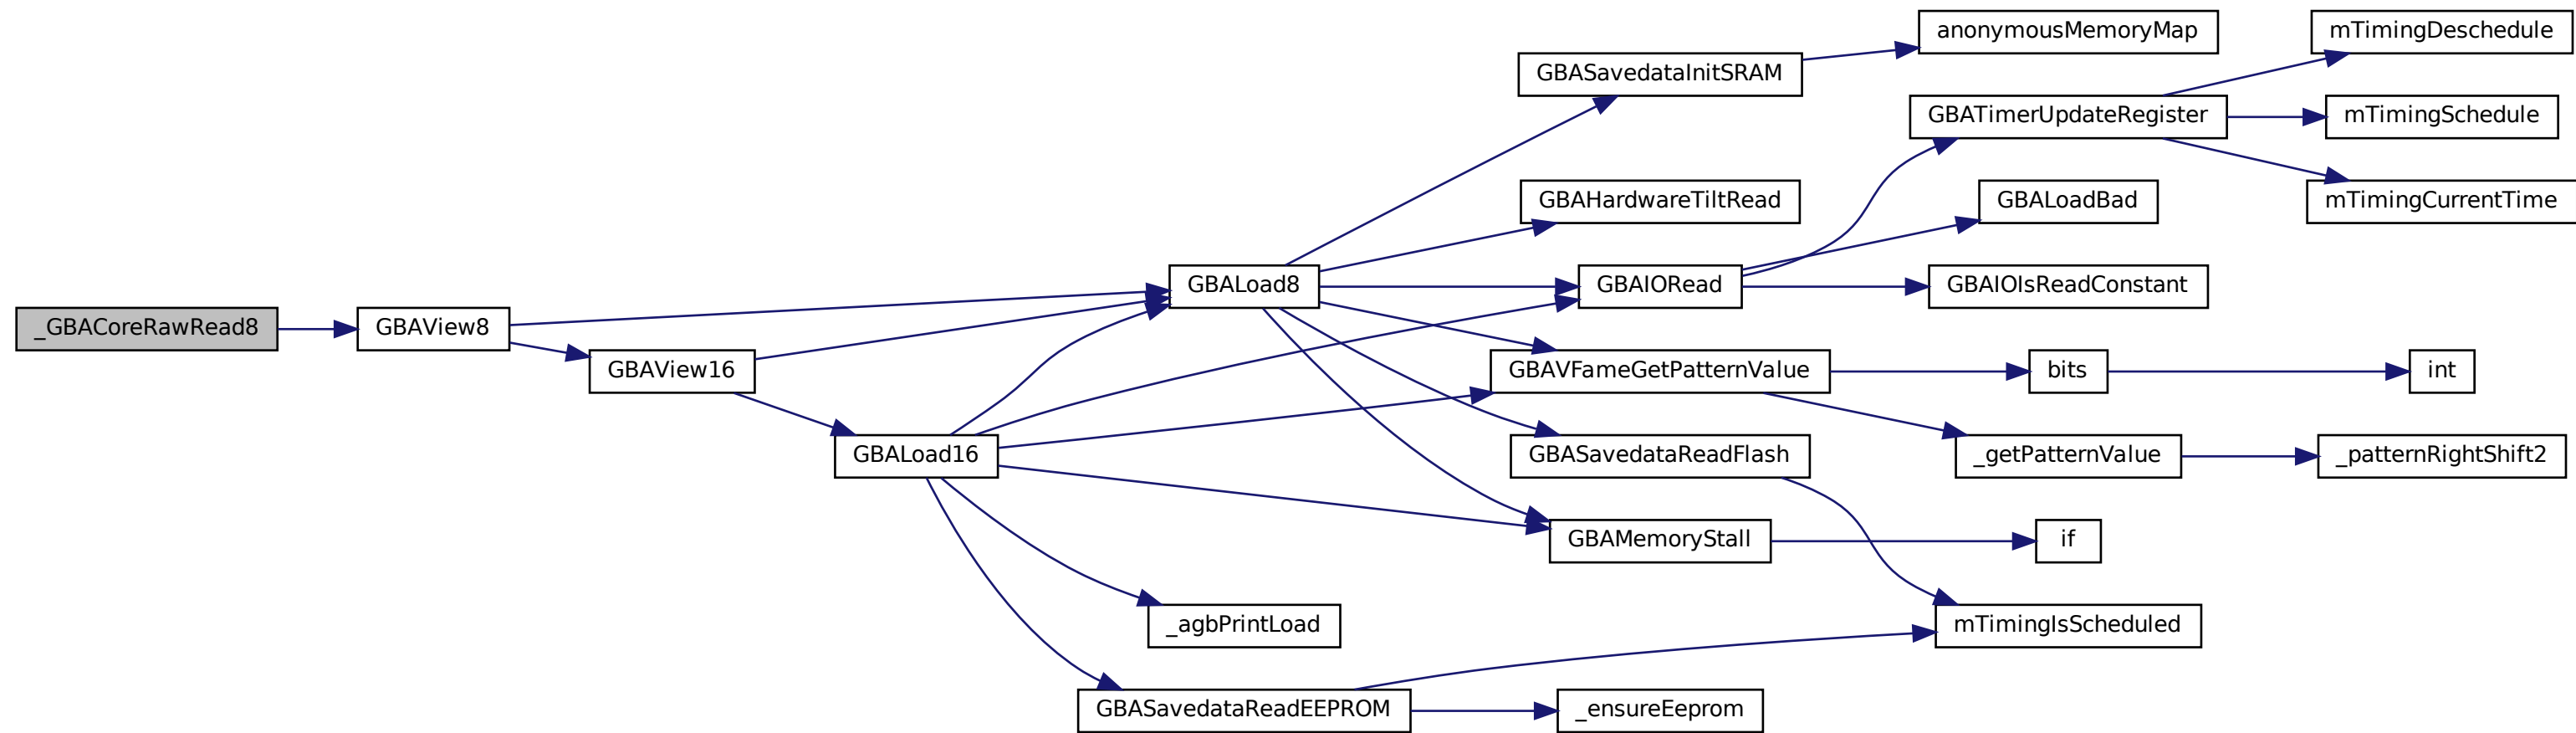 _GBACoreRawRead8
GBAView8
GBAView16
GBALoad8
GBALoad16
GBASavedataInitSRAM
anonymousMemoryMap
GBAHardwareTiltRead
GBAIORead
GBATimerUpdateRegister
mTimingDeschedule
mTimingSchedule
mTimingCurrentTime
GBALoadBad
GBAIOIsReadConstant
GBAVFameGetPatternValue
bits
int
_getPatternValue
_patternRightShift2
GBASavedataReadFlash
GBAMemoryStall
if
mTimingIsScheduled
_agbPrintLoad
GBASavedataReadEEPROM
_ensureEeprom